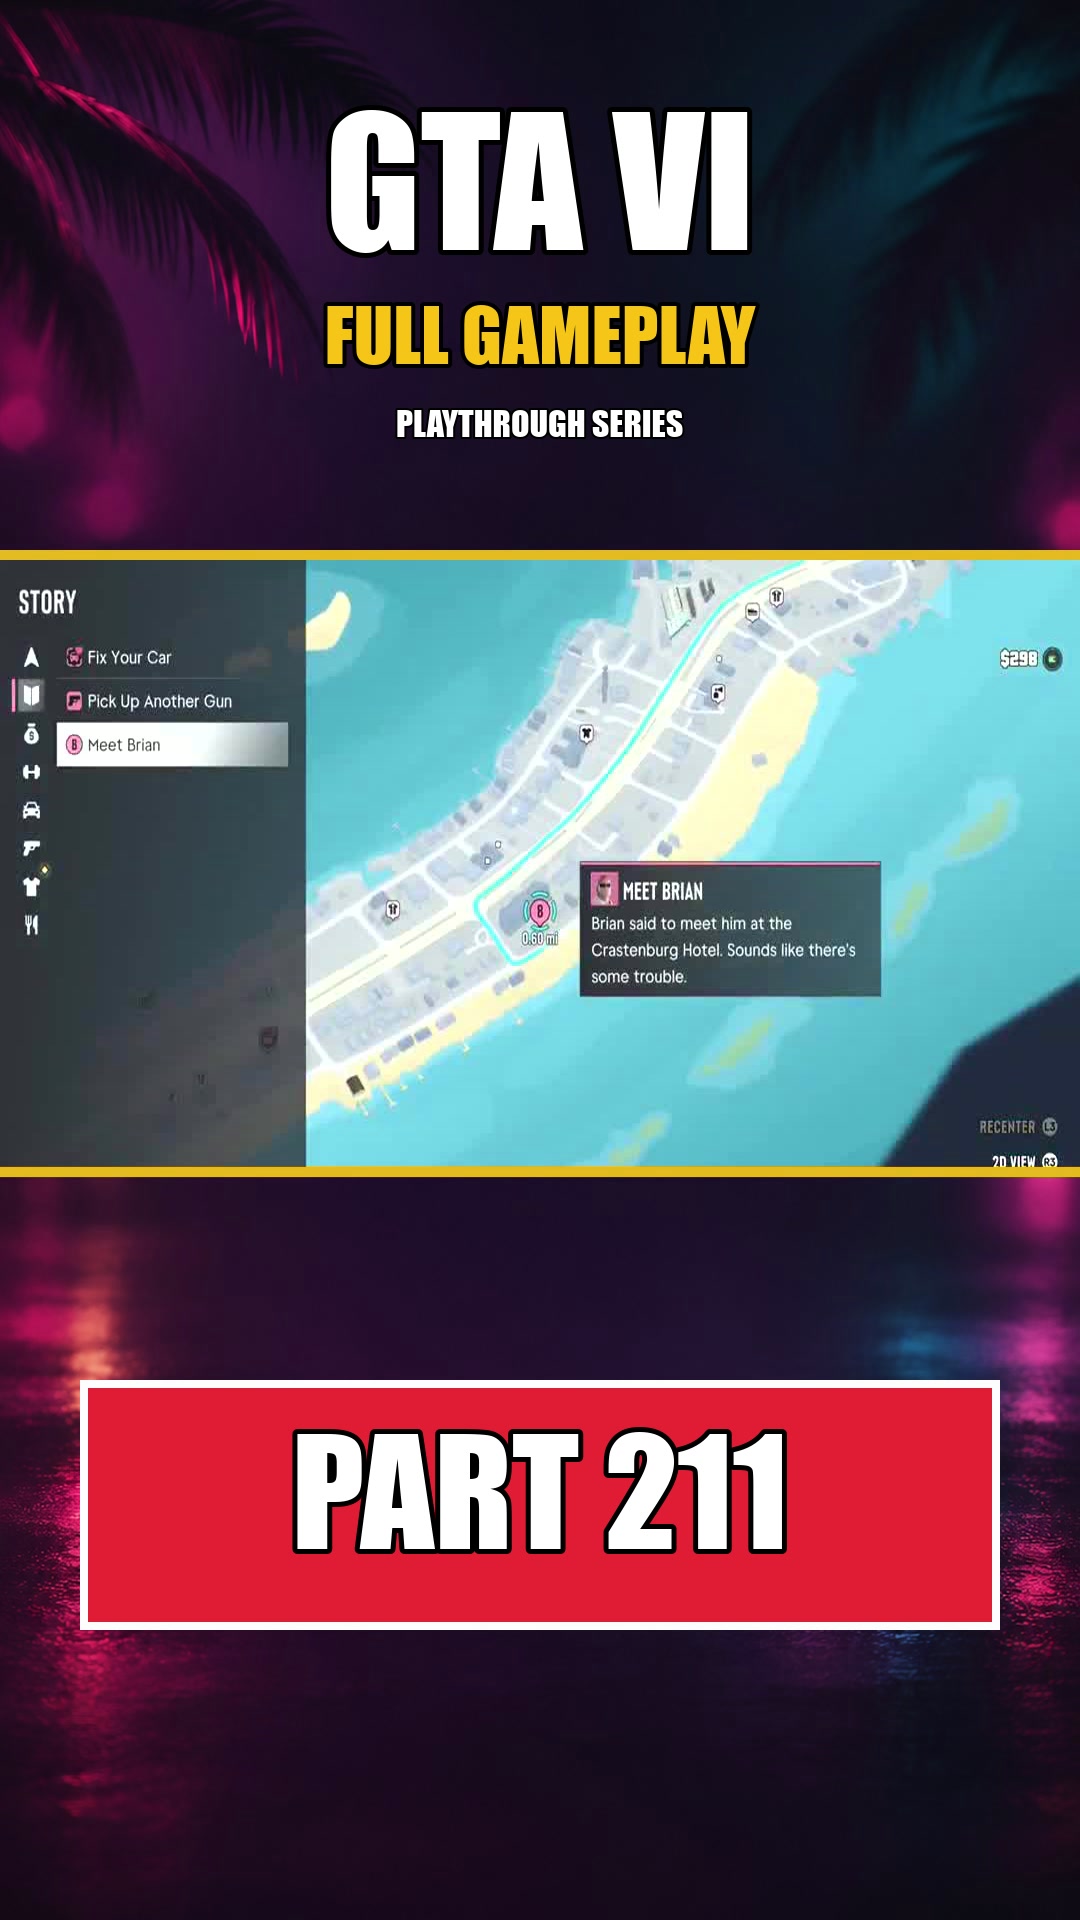 GTA VI
FULL GAMEPLAY
PLAYTHROUGH SERIES
STORY
Fix Your Car
Pick Up Another Gun
B Meet Brian
$298
B
0.60 mi
MEET BRIAN
Brian said to meet him at the
Crastenburg Hotel. Sounds like there's
some trouble.
RECENTER L3
2D VIEW R3
PART 211